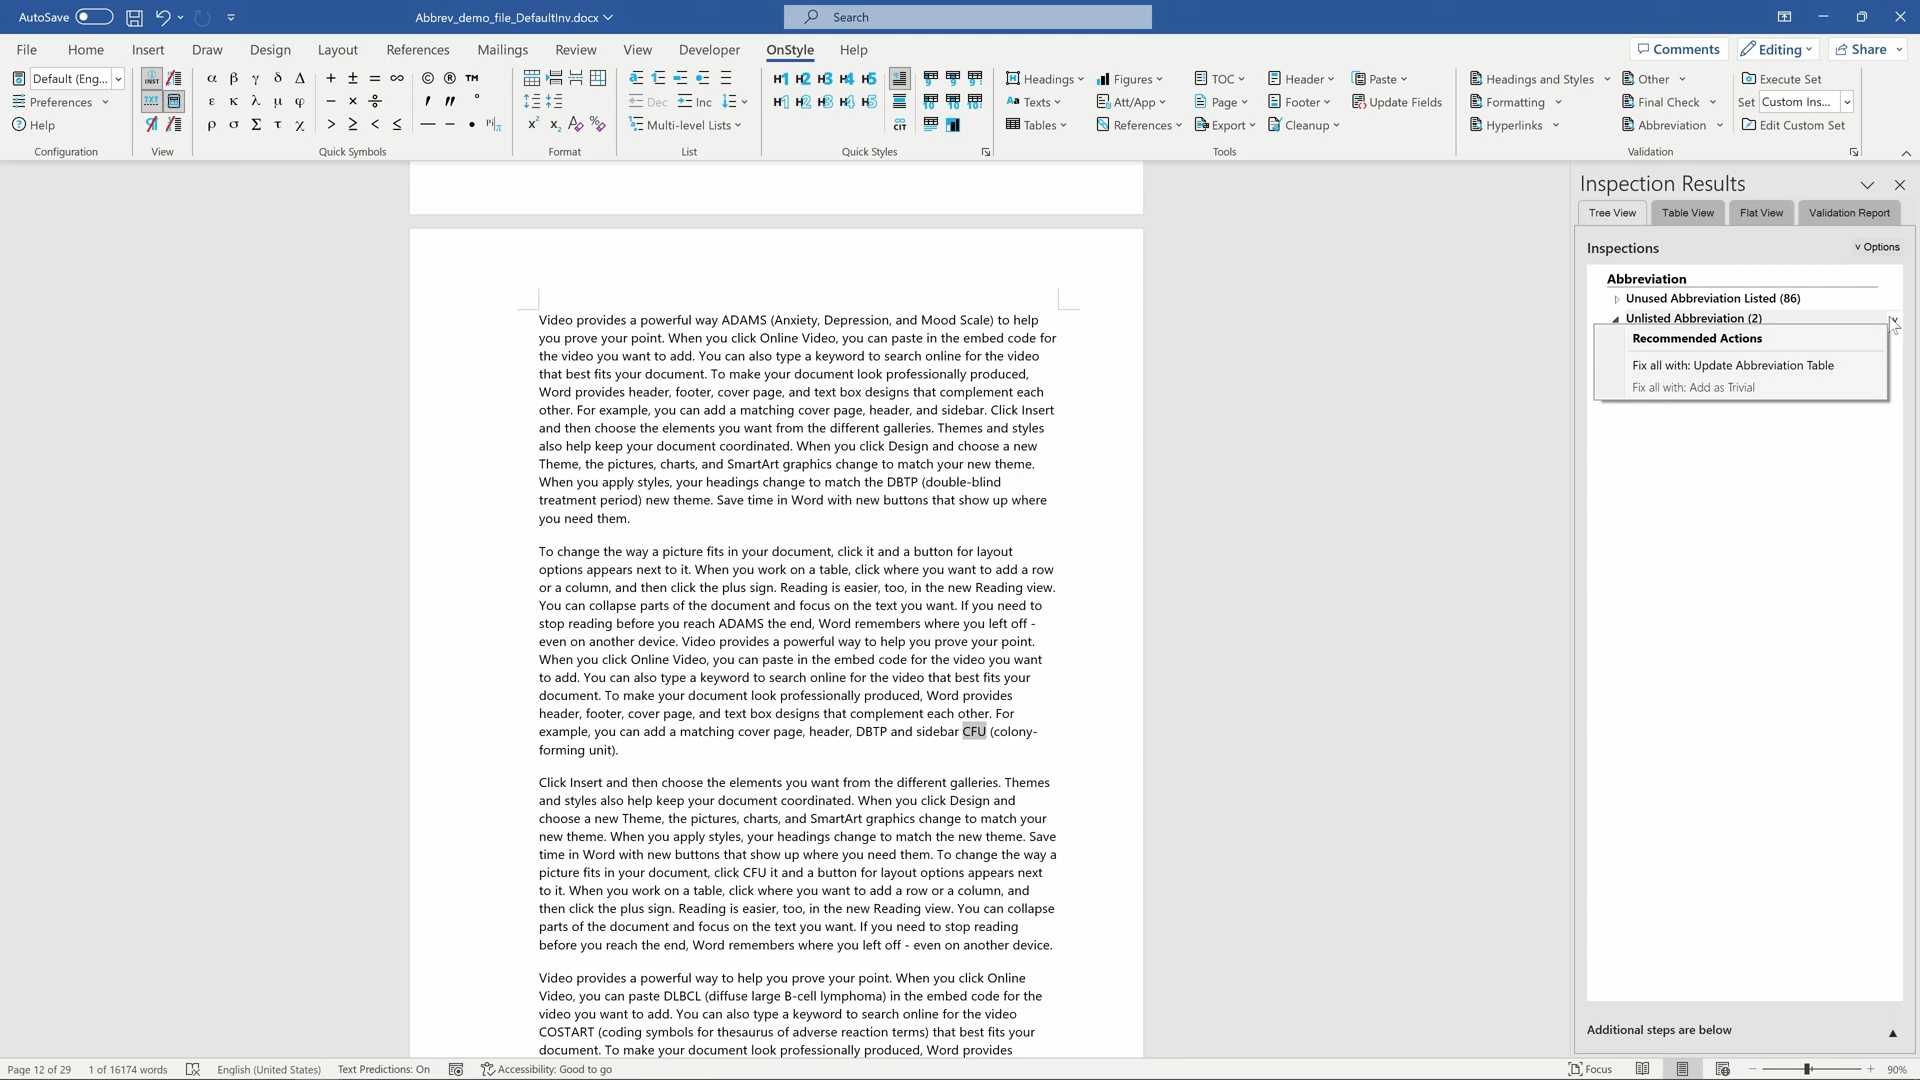 AutoSave
Abbrev_demo_file_DefaultInv.docx
Search
File Home Insert Draw Design Layout References Mailings Review View Developer OnStyle Help
Comments Editing Share
Default (Eng...
Preferences
Help
Configuration
INST
TXT
View
α β γ δ Δ
ε κ λ μ φ
ρ σ Σ τ χ
+ ± = ∞
− × ÷
> ≥ < ≤
© ® ™
Quick Symbols
Format
Dec Inc
Multi-level Lists
List
H1 H2 H3 H4 H5
H1 H2 H3 H4 H5
CIT
Quick Styles
Headings Figures TOC Header Paste
Texts Att/App Page Footer Update Fields
Tables References Export Cleanup
Tools
Headings and Styles Other Execute Set
Formatting Final Check Set Custom Ins...
Hyperlinks Abbreviation Edit Custom Set
Validation
Video provides a powerful way ADAMS (Anxiety, Depression, and Mood Scale) to help
you prove your point. When you click Online Video, you can paste in the embed code for
the video you want to add. You can also type a keyword to search online for the video
that best fits your document. To make your document look professionally produced,
Word provides header, footer, cover page, and text box designs that complement each
other. For example, you can add a matching cover page, header, and sidebar. Click Insert
and then choose the elements you want from the different galleries. Themes and styles
also help keep your document coordinated. When you click Design and choose a new
Theme, the pictures, charts, and SmartArt graphics change to match your new theme.
When you apply styles, your headings change to match the DBTP (double-blind
treatment period) new theme. Save time in Word with new buttons that show up where
you need them.
To change the way a picture fits in your document, click it and a button for layout
options appears next to it. When you work on a table, click where you want to add a row
or a column, and then click the plus sign. Reading is easier, too, in the new Reading view.
You can collapse parts of the document and focus on the text you want. If you need to
stop reading before you reach ADAMS the end, Word remembers where you left off -
even on another device. Video provides a powerful way to help you prove your point.
When you click Online Video, you can paste in the embed code for the video you want
to add. You can also type a keyword to search online for the video that best fits your
document. To make your document look professionally produced, Word provides
header, footer, cover page, and text box designs that complement each other. For
example, you can add a matching cover page, header, DBTP and sidebar CFU (colony-
forming unit).
Click Insert and then choose the elements you want from the different galleries. Themes
and styles also help keep your document coordinated. When you click Design and
choose a new Theme, the pictures, charts, and SmartArt graphics change to match your
new theme. When you apply styles, your headings change to match the new theme. Save
time in Word with new buttons that show up where you need them. To change the way a
picture fits in your document, click CFU it and a button for layout options appears next
to it. When you work on a table, click where you want to add a row or a column, and
then click the plus sign. Reading is easier, too, in the new Reading view. You can collapse
parts of the document and focus on the text you want. If you need to stop reading
before you reach the end, Word remembers where you left off - even on another device.
Video provides a powerful way to help you prove your point. When you click Online
Video, you can paste DLBCL (diffuse large B-cell lymphoma) in the embed code for the
video you want to add. You can also type a keyword to search online for the video
COSTART (coding symbols for thesaurus of adverse reaction terms) that best fits your
document. To make your document look professionally produced, Word provides
Inspection Results
Tree View Table View Flat View Validation Report
Inspections
Options
Abbreviation
Unused Abbreviation Listed (86)
Unlisted Abbreviation (2)
Recommended Actions
Fix all with: Update Abbreviation Table
Fix all with: Add as Trivial
Additional steps are below
Page 12 of 29 1 of 16174 words English (United States) Text Predictions: On Accessibility: Good to go
Focus 90%